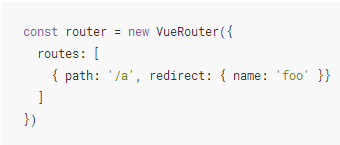 const router = new VueRouter({
  routes: [
    { path: '/a', redirect: { name: 'foo' }}
  ]
})